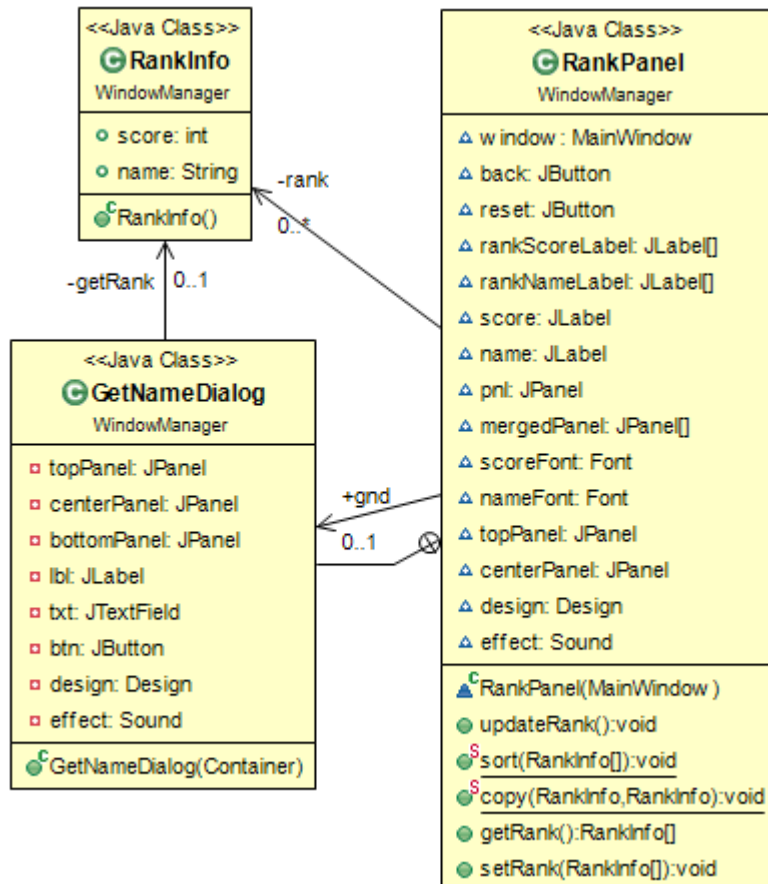 <<Java Class>>
RankInfo
WindowManager
score: int
name: String
RankInfo()
-rank
0..*
-getRank
0..1
<<Java Class>>
GetNameDialog
WindowManager
topPanel: JPanel
centerPanel: JPanel
bottomPanel: JPanel
lbl: JLabel
txt: JTextField
btn: JButton
design: Design
effect: Sound
GetNameDialog(Container)
+gnd
0..1
<<Java Class>>
RankPanel
WindowManager
window: MainWindow
back: JButton
reset: JButton
rankScoreLabel: JLabel[]
rankNameLabel: JLabel[]
score: JLabel
name: JLabel
pnl: JPanel
mergedPanel: JPanel[]
scoreFont: Font
nameFont: Font
topPanel: JPanel
centerPanel: JPanel
design: Design
effect: Sound
RankPanel(MainWindow)
updateRank():void
sort(RankInfo[]):void
copy(RankInfo,RankInfo):void
getRank():RankInfo[]
setRank(RankInfo[]):void